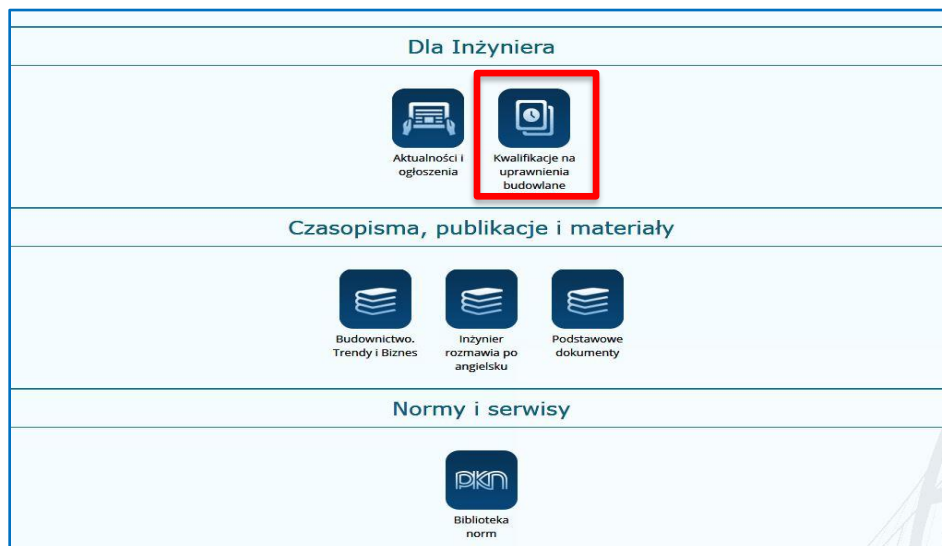 Dla Inżyniera
Aktualności i
ogłoszenia
Kwalifikacje na
uprawnienia
budowlane
Czasopisma, publikacje i materiały
Budownictwo.
Trendy i Biznes
Inżynier
rozmawia po
angielsku
Podstawowe
dokumenty
Normy i serwisy
PKN
Biblioteka
norm